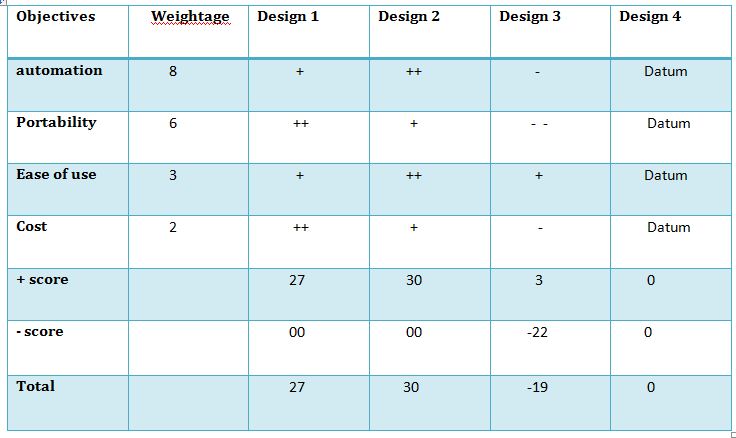 Objectives Weightage Design 1 Design 2 Design 3 Design 4
automation 8 + ++ - Datum
Portability 6 ++ + - - Datum
Ease of use 3 + ++ + Datum
Cost 2 ++ + - Datum
+ score 27 30 3 0
- score 00 00 -22 0
Total 27 30 -19 0